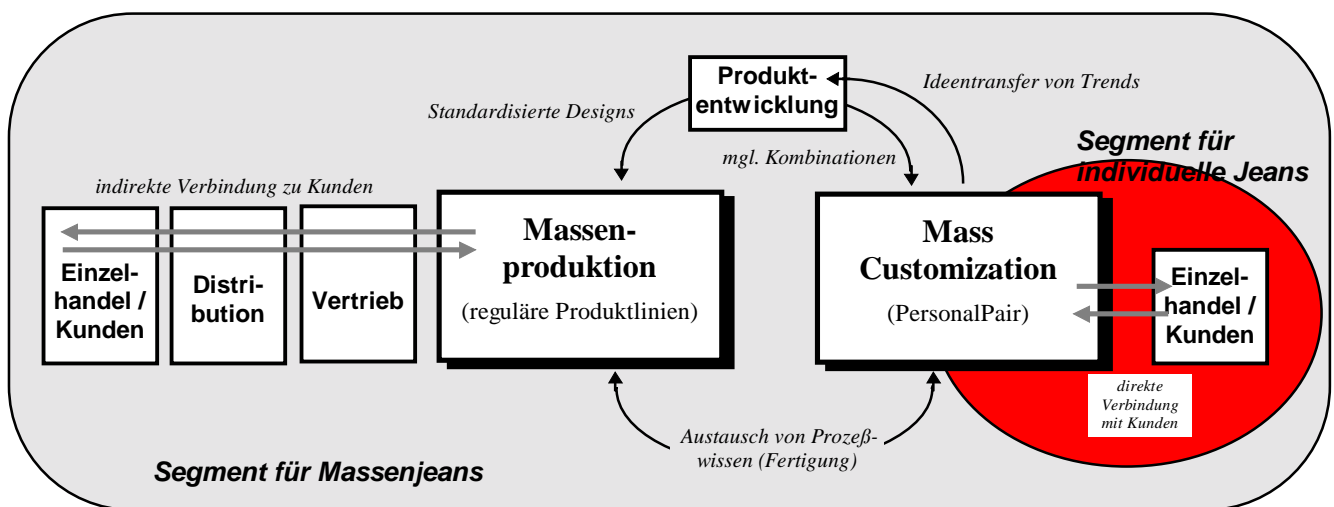 Produkt-
entwicklung
Ideentransfer von Trends
Standardisierte Designs
mgl. Kombinationen
Segment für
individuelle Jeans
indirekte Verbindung zu Kunden
Einzel-
handel /
Kunden
Distri-
bution
Vertrieb
Massen-
produktion
(reguläre Produktlinien)
Mass
Customization
(PersonalPair)
Einzel-
handel /
Kunden
direkte
Verbindung
mit Kunden
Austausch von Prozeß-
wissen (Fertigung)
Segment für Massenjeans